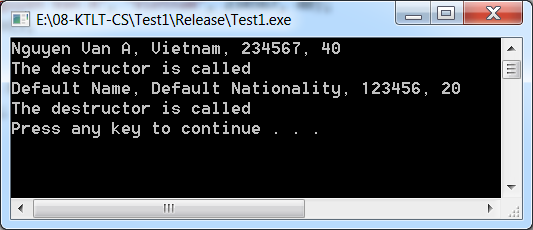 E:\08-KTLT-CS\Test1\Release\Test1.exe
Nguyen Van A, Vietnam, 234567, 40
The destructor is called
Default Name, Default Nationality, 123456, 20
The destructor is called
Press any key to continue . . .